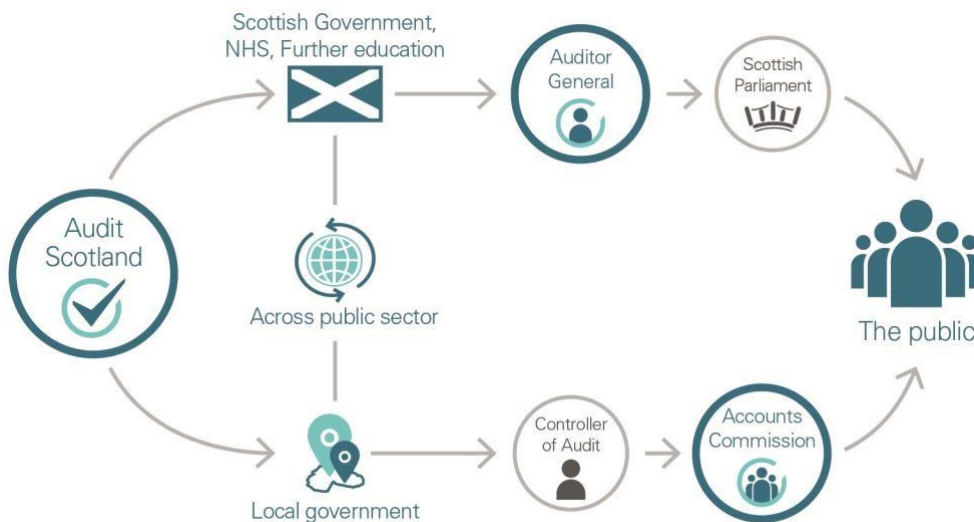 Scottish Government,
NHS, Further education
Auditor
General
Scottish
Parliament
Audit
Scotland
Across public sector
The public
Controller
of Audit
Accounts
Commission
Local government